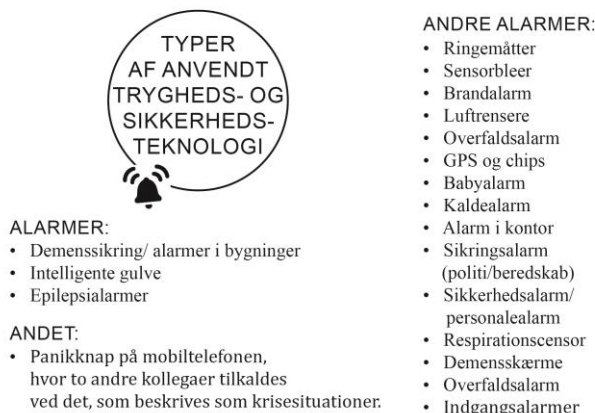 TYPER
AF ANVENDT
TRYGHEDS- OG
SIKKERHEDS-
TEKNOLOGI
ALARMER:
• Demenssikring/ alarmer i bygninger
• Intelligente gulve
• Epilepsialarmer
ANDET:
• Panikknap på mobiltelefonen,
hvor to andre kollegaer tilkaldes
ved det, som beskrives som krisesituationer.
ANDRE ALARMER:
• Ringemåtter
• Sensorbleer
• Brandalarm
• Luftrensere
• Overfaldsalarm
• GPS og chips
• Babyalarm
• Kaldealarm
• Alarm i kontor
• Sikringsalarm
(politi/beredskab)
• Sikkerhedsalarm/
personalealarm
• Respirationscensor
• Demensskærme
• Overfaldsalarm
• Indgangsalarmer